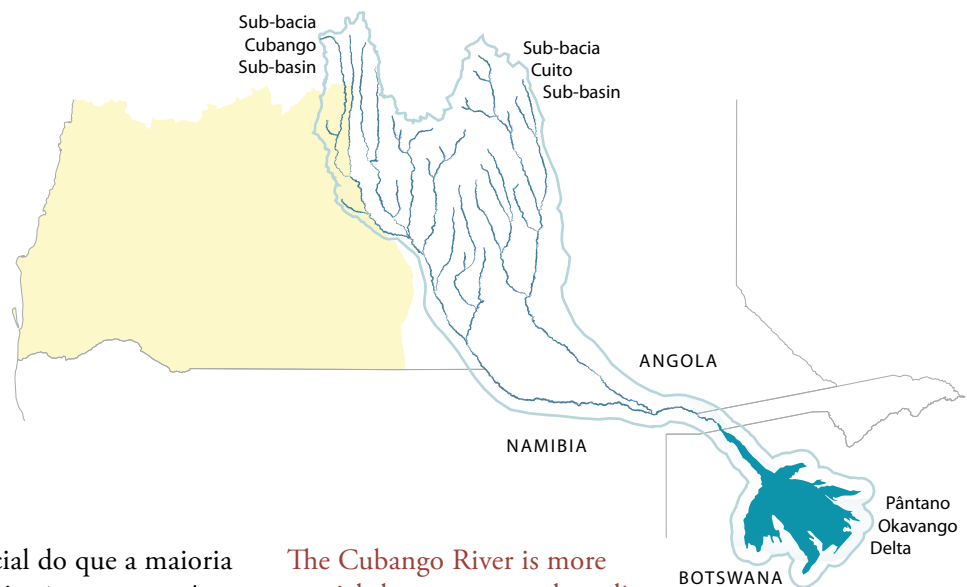 Sub-bacia
Cubango
Sub-basin
Sub-bacia
Cuito
Sub-basin
ANGOLA
NAMIBIA
Pântano
Okavango
Delta
BOTSWANA
cial do que a maioria
The Cubango River is more